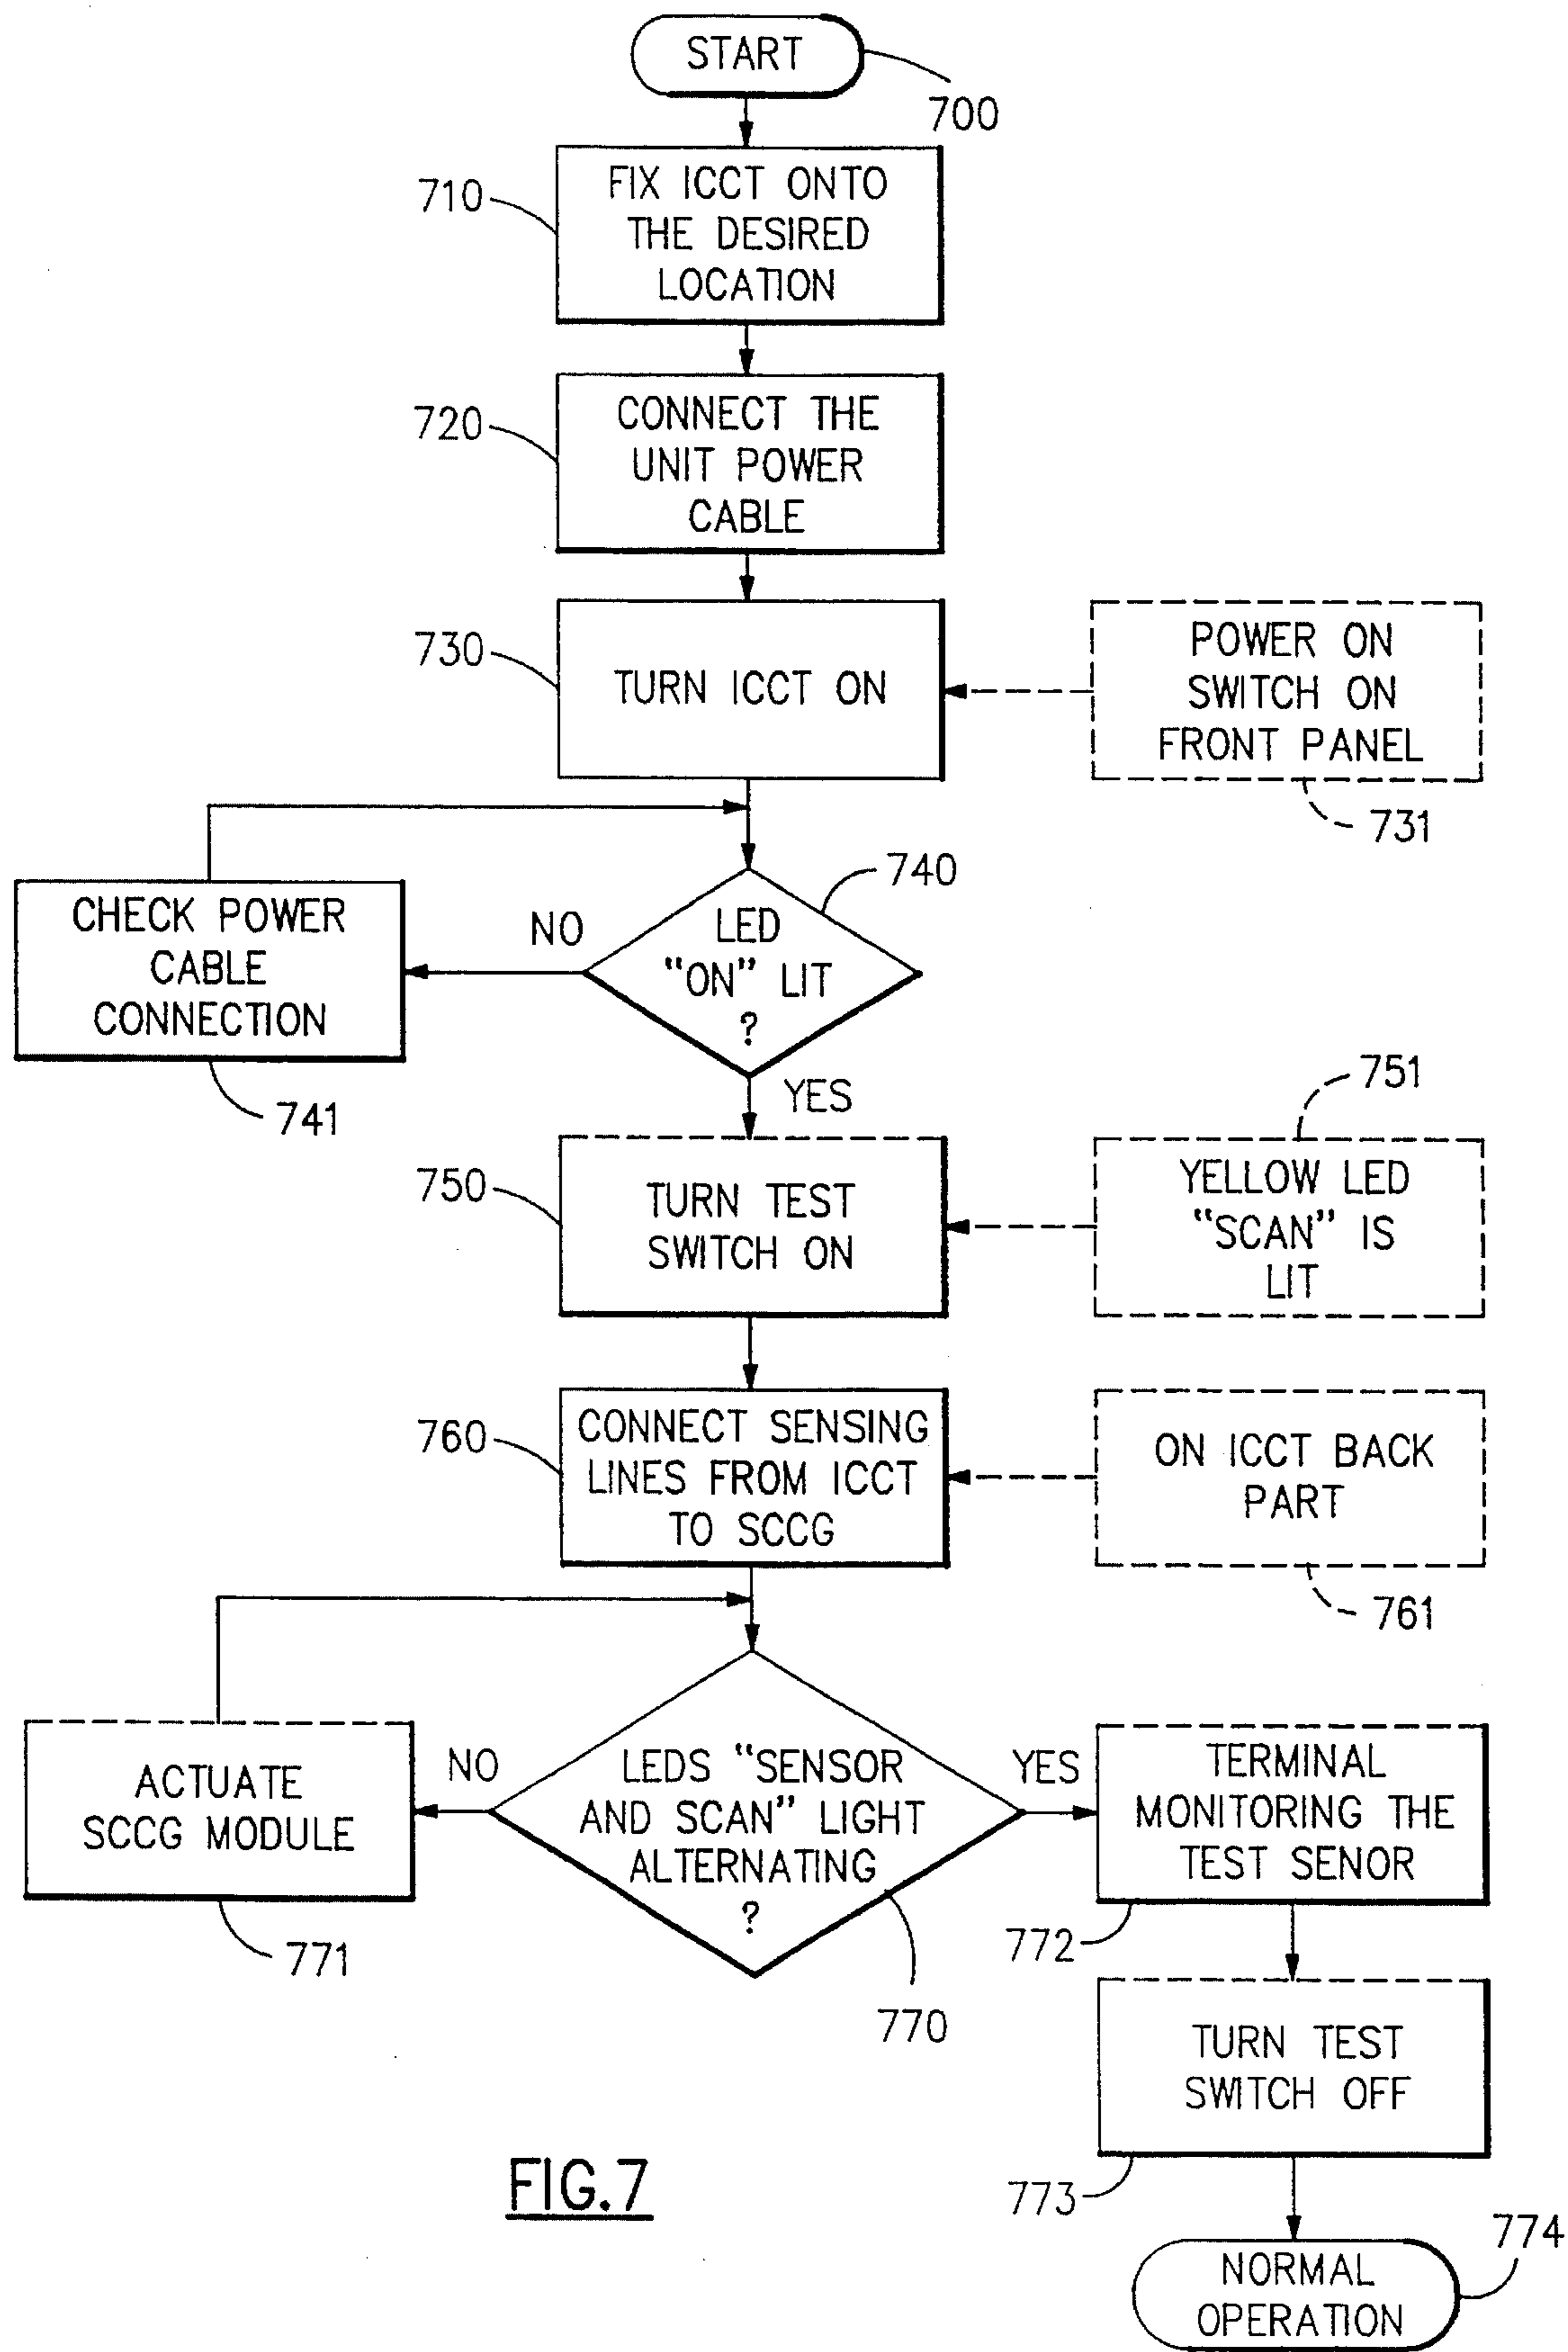 START
700
FIX ICCT ONTO
THE DESIRED
LOCATION
710
CONNECT THE
UNIT POWER
CABLE
720
TURN ICCT ON
730
POWER ON
SWITCH ON
FRONT PANEL
731
LED
"ON" LIT
?
740
NO
CHECK POWER
CABLE
CONNECTION
741
YES
TURN TEST
SWITCH ON
750
751
YELLOW LED
"SCAN" IS
LIT
CONNECT SENSING
LINES FROM ICCT
TO SCCG
760
ON ICCT BACK
PART
761
LEDS "SENSOR
AND SCAN" LIGHT
ALTERNATING
?
770
NO
ACTUATE
SCCG MODULE
771
YES
TERMINAL
MONITORING THE
TEST SENOR
772
TURN TEST
SWITCH OFF
773
NORMAL
OPERATION
774
FIG.7